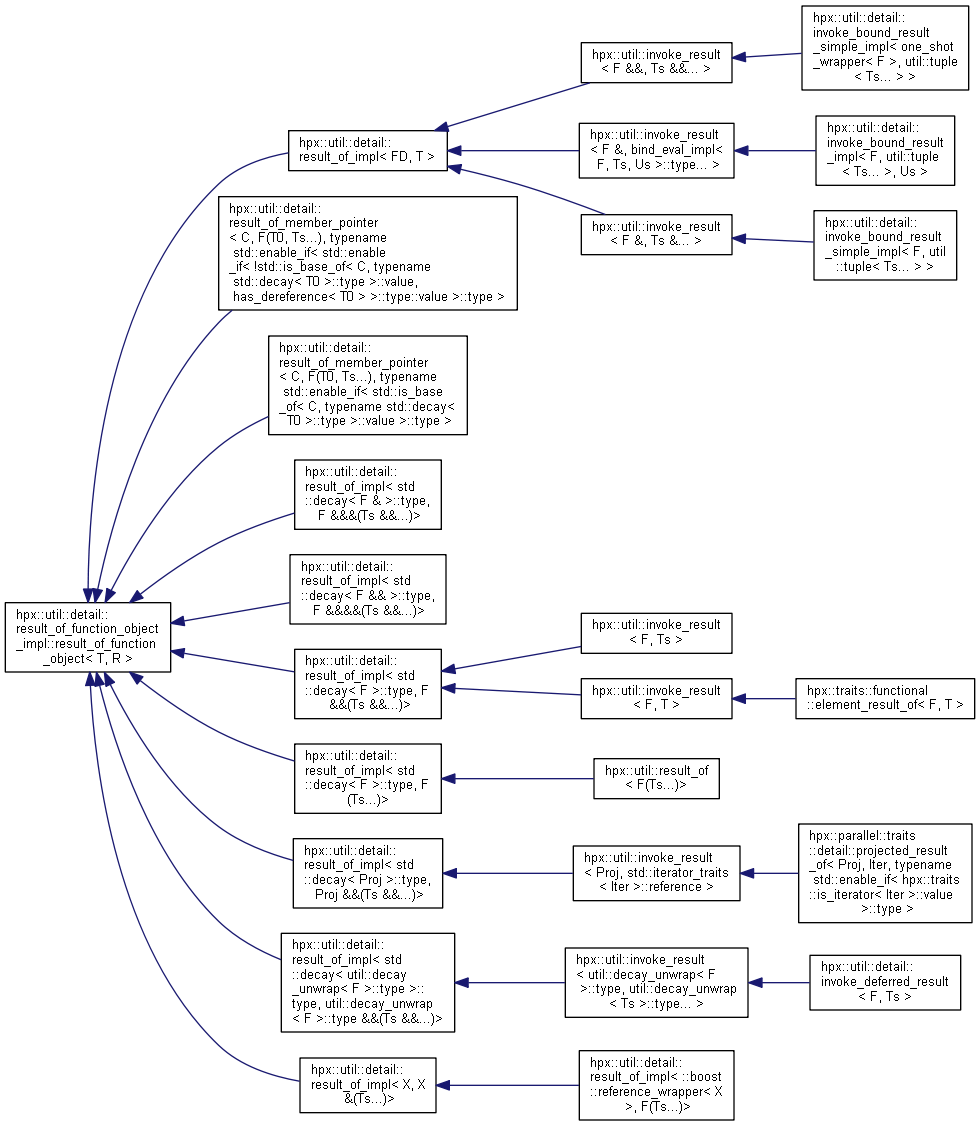 hpx::util::detail::
invoke_bound_result
_simple_impl< one_shot
_wrapper< F >, util::tuple
< Ts... > >
hpx::util::invoke_result
< F &&, Ts &&... >
hpx::util::detail::
result_of_impl< FD, T >
hpx::util::invoke_result
< F &, bind_eval_impl<
F, Ts, Us >::type... >
hpx::util::detail::
invoke_bound_result
_impl< F, util::tuple
< Ts... >, Us >
hpx::util::invoke_result
< F &, Ts &... >
hpx::util::detail::
invoke_bound_result
_simple_impl< F, util
::tuple< Ts... > >
hpx::util::detail::
result_of_member_pointer
< C, F(T0, Ts...), typename
std::enable_if< std::enable
_if< !std::is_base_of< C, typename
std::decay< T0 >::type >::value,
has_dereference< T0 > >::type::value >::type >
hpx::util::detail::
result_of_member_pointer
< C, F(T0, Ts...), typename
std::enable_if< std::is_base
_of< C, typename std::decay<
T0 >::type >::value >::type >
hpx::util::detail::
result_of_impl< std
::decay< F & >::type,
F &&&(Ts &&...)>
hpx::util::detail::
result_of_impl< std
::decay< F && >::type,
F &&&&(Ts &&...)>
hpx::util::detail::
result_of_function_object
_impl::result_of_function
_object< T, R >
hpx::util::detail::
result_of_impl< std
::decay< F >::type, F
&&(Ts &&...)>
hpx::util::invoke_result
< F, Ts >
hpx::util::invoke_result
< F, T >
hpx::traits::functional
::element_result_of< F, T >
hpx::util::detail::
result_of_impl< std
::decay< F >::type, F
(Ts...)>
hpx::util::result_of
< F(Ts...)>
hpx::util::detail::
result_of_impl< std
::decay< Proj >::type,
Proj &&(Ts &&...)>
hpx::util::invoke_result
< Proj, std::iterator_traits
< Iter >::reference >
hpx::parallel::traits
::detail::projected_result
_of< Proj, Iter, typename
std::enable_if< hpx::traits
::is_iterator< Iter >::value
>::type >
hpx::util::detail::
result_of_impl< std
::decay< util::decay
_unwrap< F >::type >::
type, util::decay_unwrap
< F >::type &&(Ts &&...)>
hpx::util::invoke_result
< util::decay_unwrap< F
>::type, util::decay_unwrap
< Ts >::type... >
hpx::util::detail::
invoke_deferred_result
< F, Ts >
hpx::util::detail::
result_of_impl< X, X
&(Ts...)>
hpx::util::detail::
result_of_impl< ::boost
::reference_wrapper< X
>, F(Ts...)>